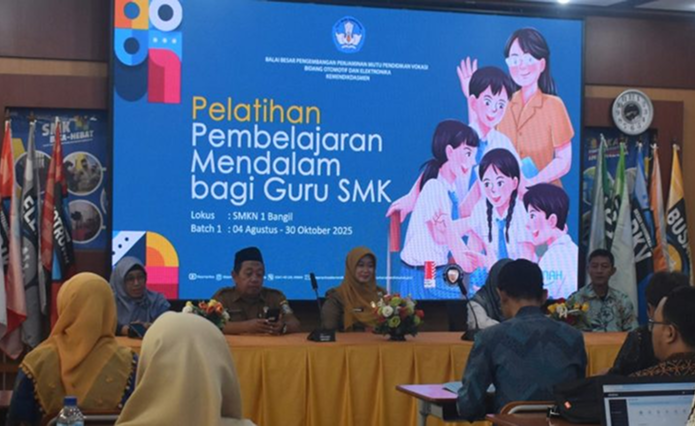 BALAI BESAR PENGEMBANGAN PENJAMINAN MUTU PENDIDIKAN VOKASI
BIDANG OTOMOTIF DAN ELEKTRONIKA
KEMENDIKDASMEN
Pelatihan
Pembelajaran
Mendalam
bagi Guru SMK
Lokus : SMKN 1 Bangil
Batch 1 : 04 Agustus - 30 Oktober 2025
SMK